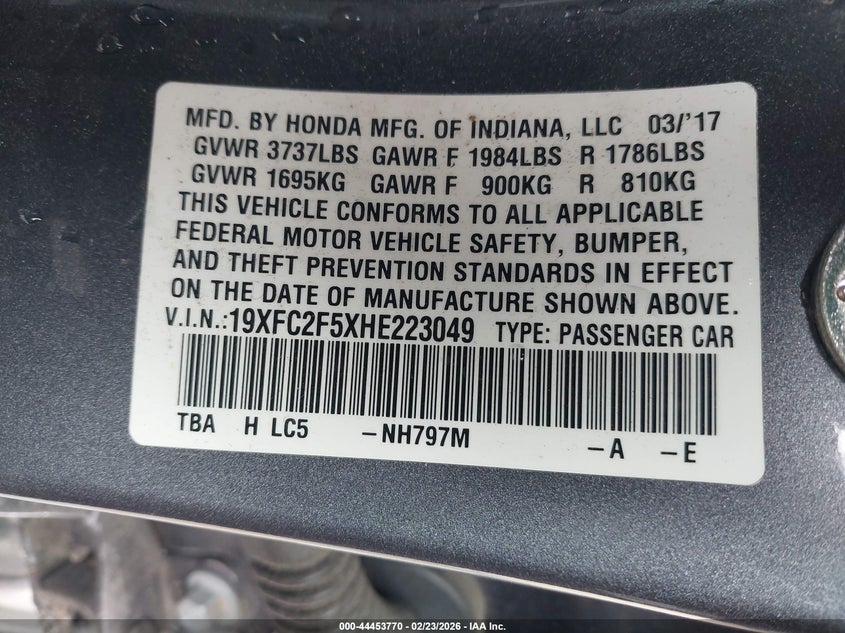 MFD. BY HONDA MFG. OF INDIANA, LLC 03/'17
GVWR 3737LBS GAWR F 1984LBS R 1786LBS
GVWR 1695KG GAWR F 900KG R 810KG
THIS VEHICLE CONFORMS TO ALL APPLICABLE
FEDERAL MOTOR VEHICLE SAFETY, BUMPER,
AND THEFT PREVENTION STANDARDS IN EFFECT
ON THE DATE OF MANUFACTURE SHOWN ABOVE.
V.I.N.:19XFC2F5XHE223049 TYPE: PASSENGER CAR
TBA H LC5 –NH797M –A –E
000-44453770 - 02/23/2026 - IAA Inc.